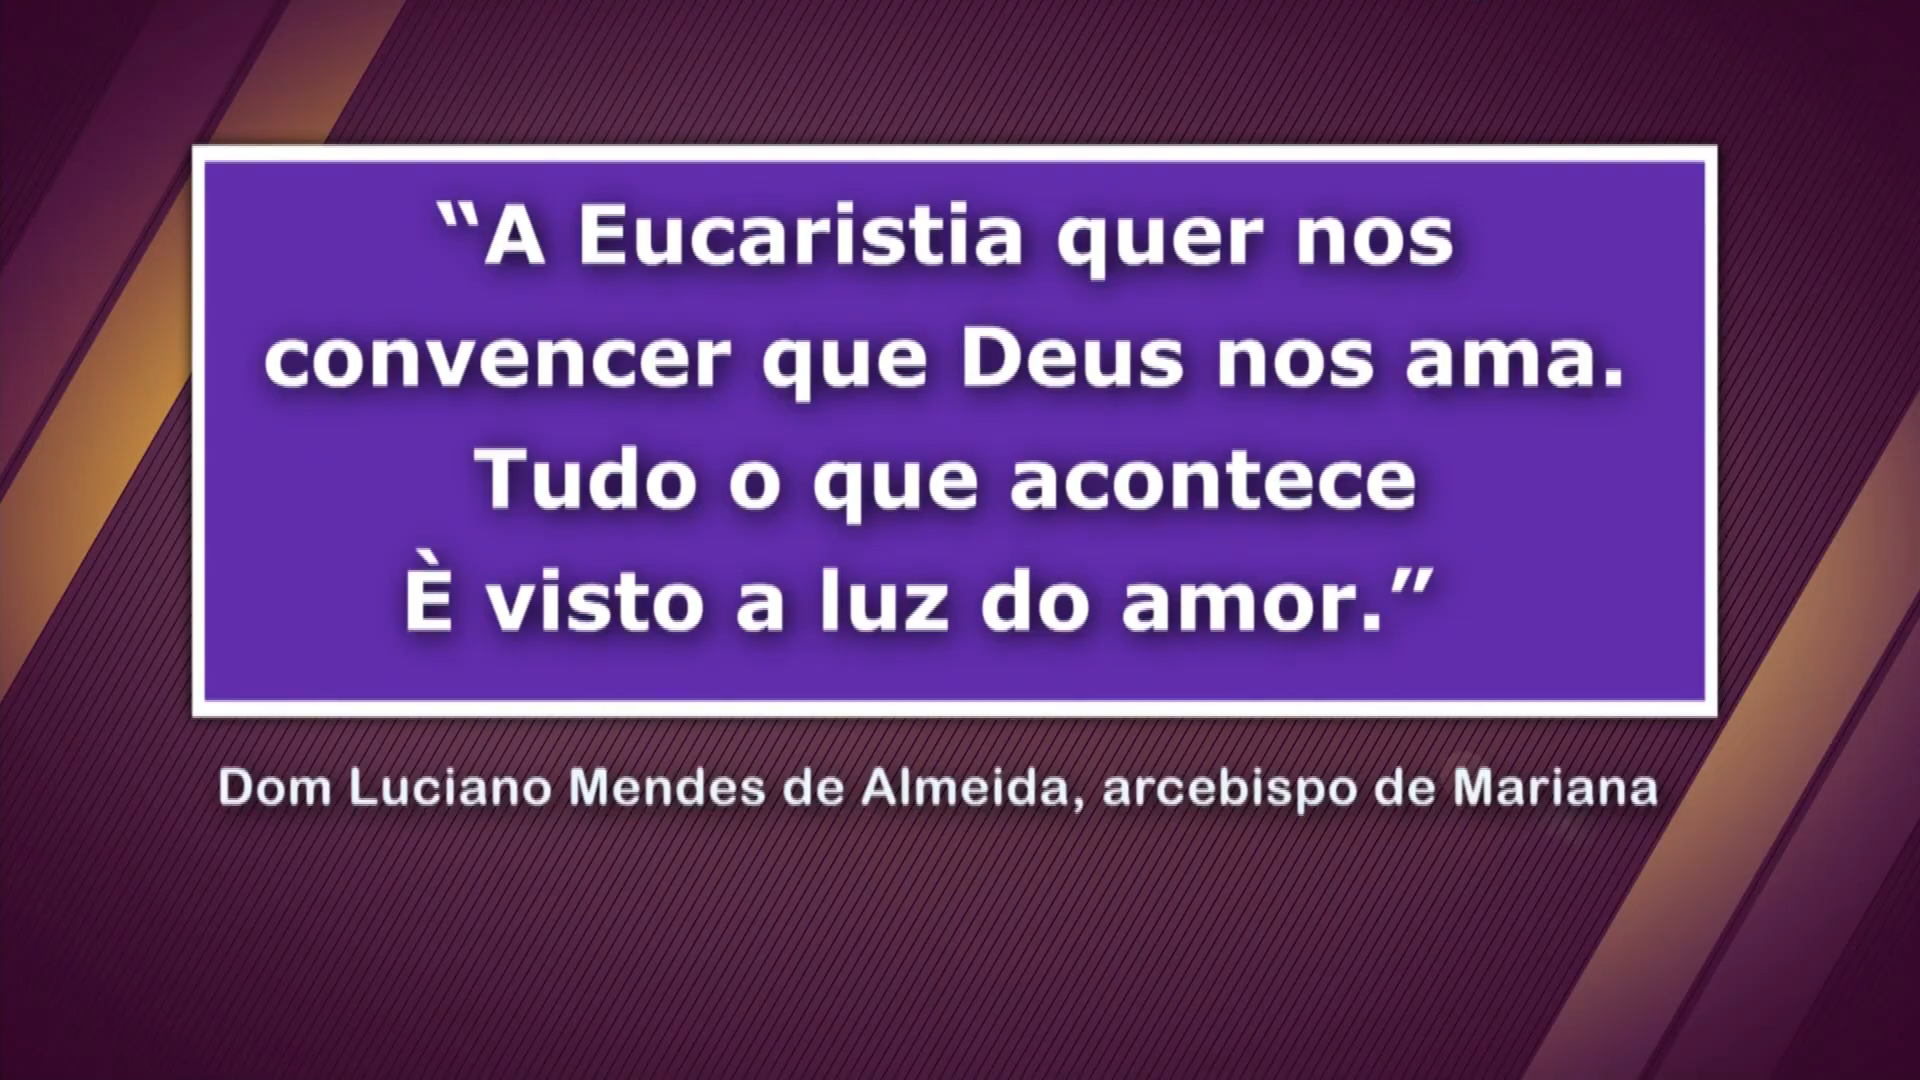 “A Eucaristia quer nos
convencer que Deus nos ama.
Tudo o que acontece
È visto a luz do amor.”
Dom Luciano Mendes de Almeida, arcebispo de Mariana